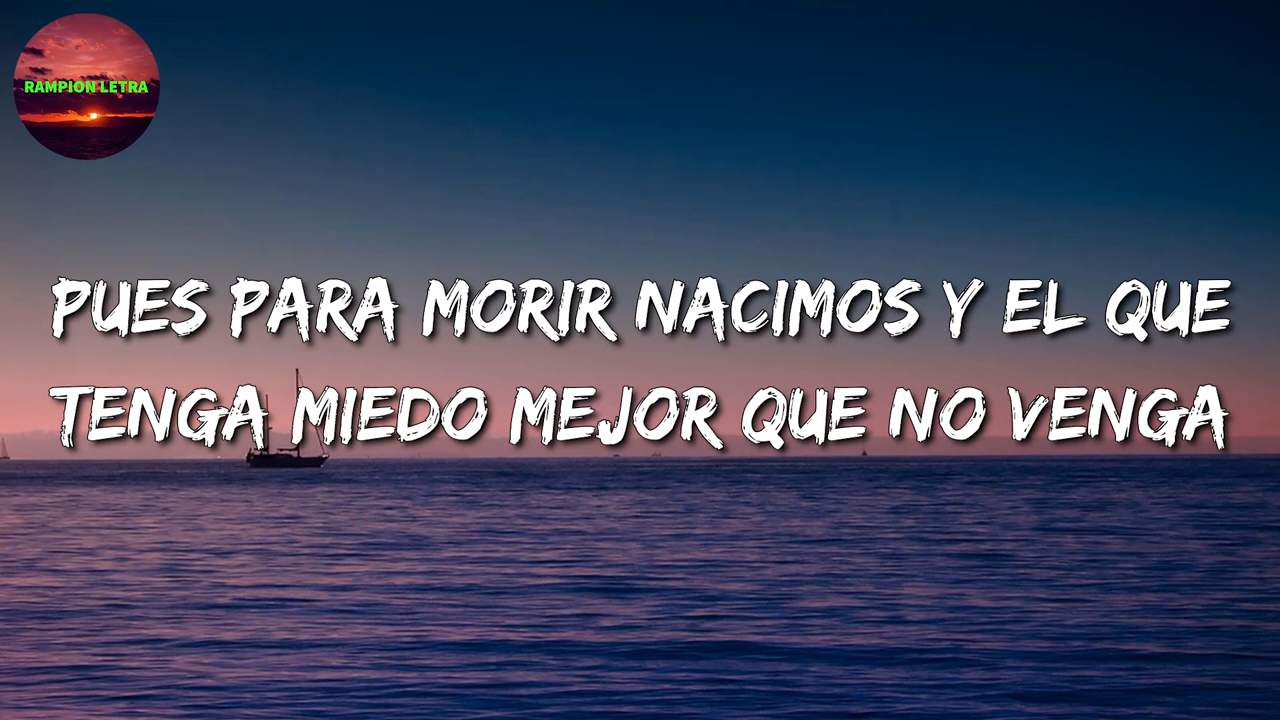 RAMPION LETRA
PUES PARA MORIR NACIMOS Y EL QUE
TENGA MIEDO MEJOR QUE NO VENGA